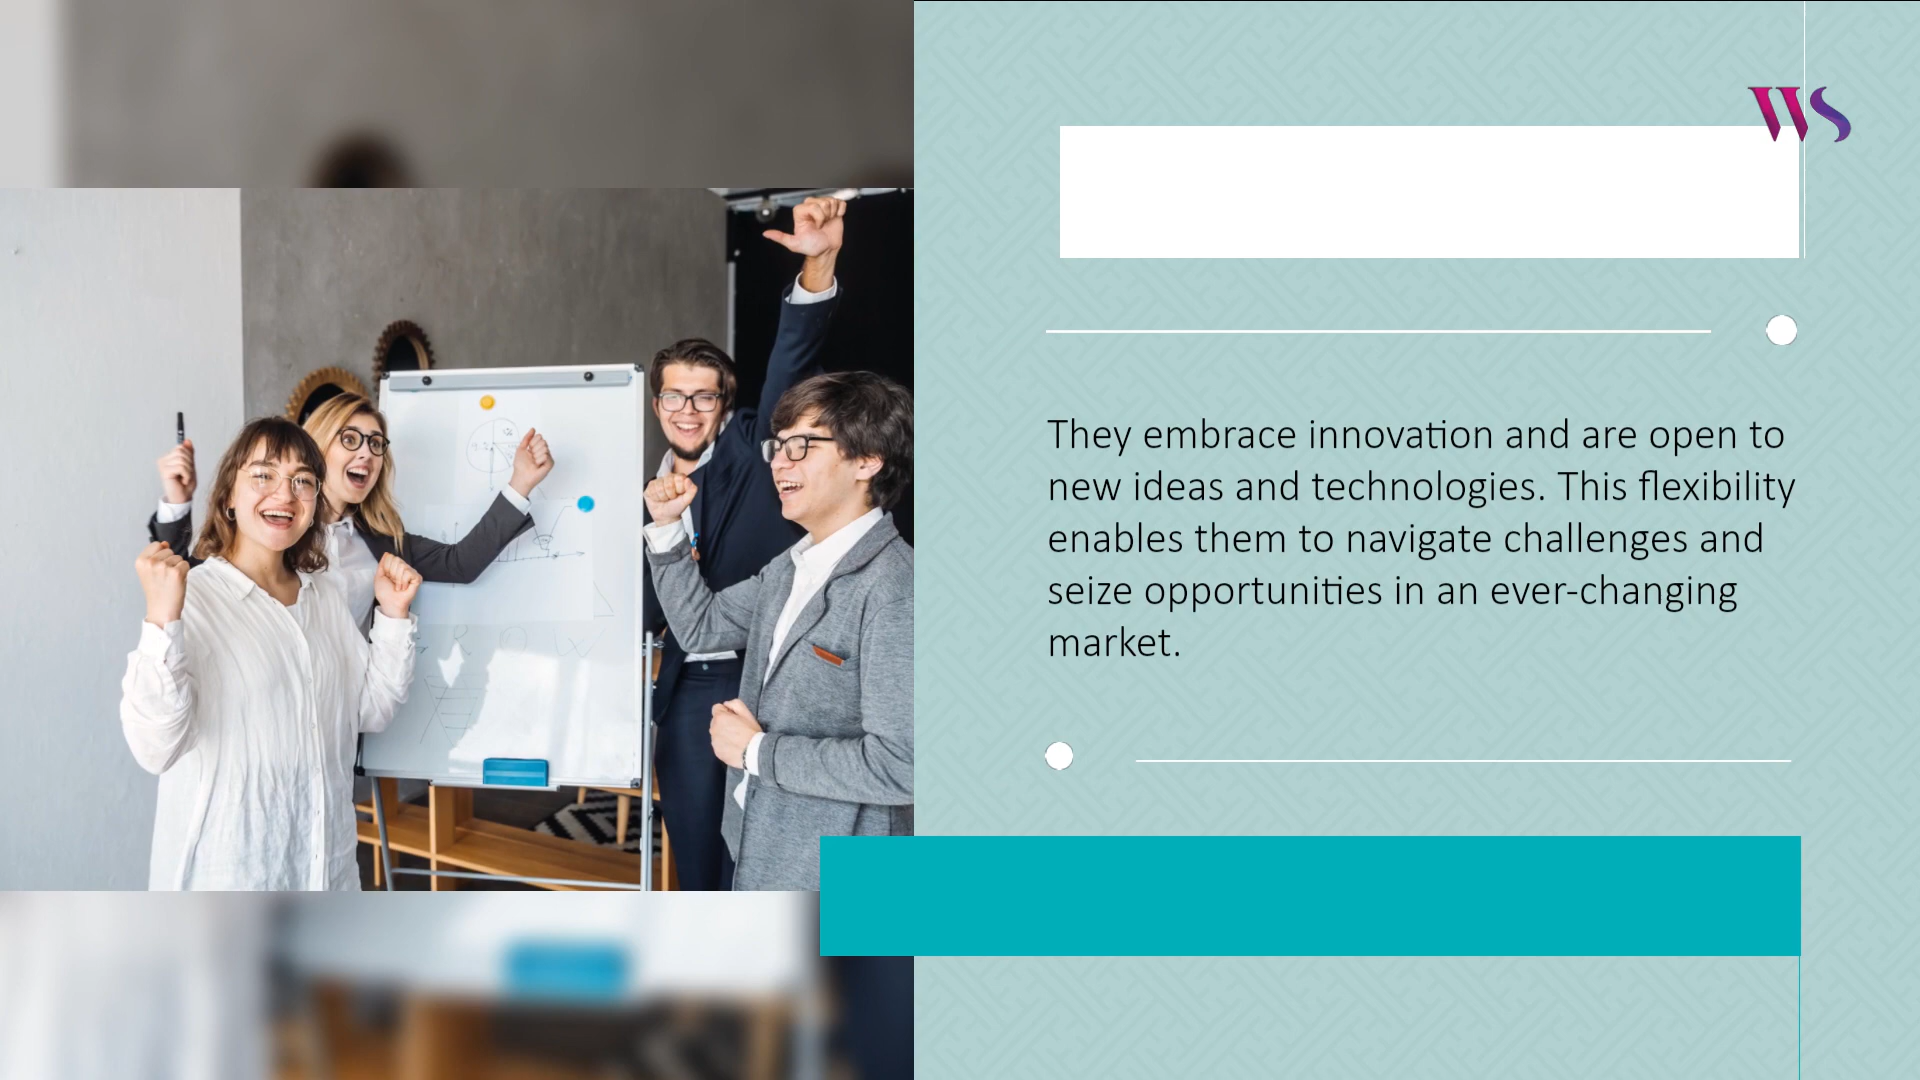 WS
They embrace innovation and are open to
new ideas and technologies. This flexibility
enables them to navigate challenges and
seize opportunities in an ever-changing
market.